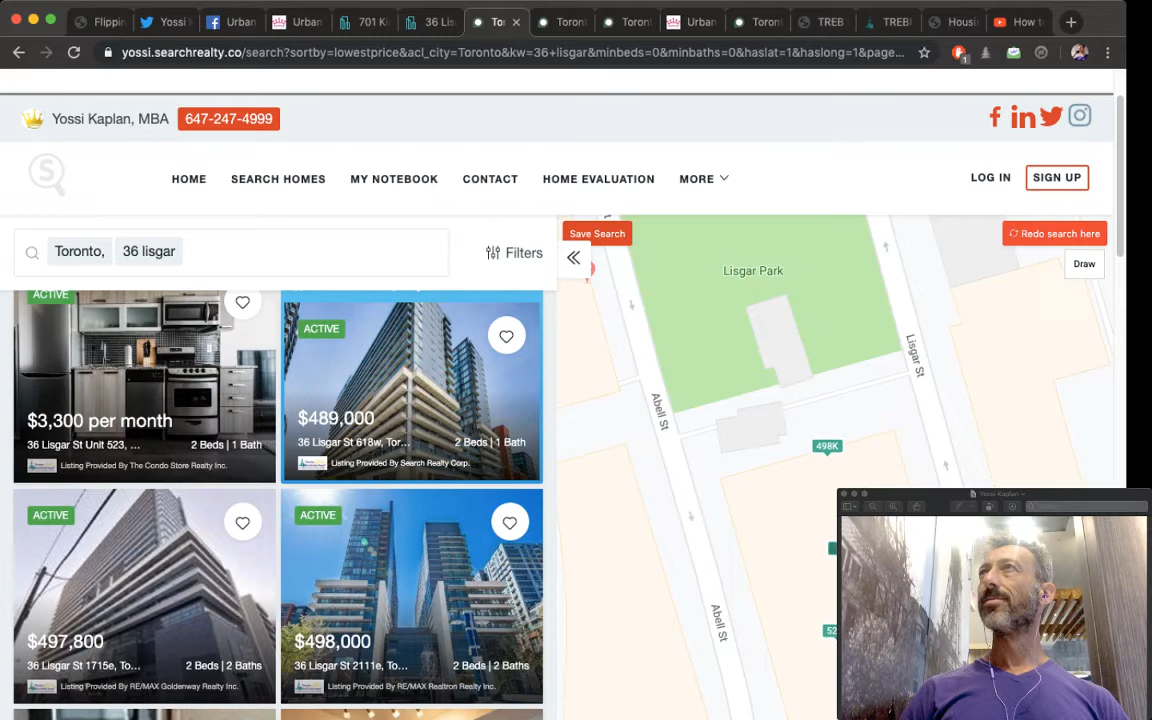 Flippin
Yossi K
Urban
Urban
701 Ki
36 Lis
Tor
Toront
Toront
Urban
Toront
TREB
TREB
Housi
How to
yossi.searchrealty.co/search?sortby=lowestprice&acl_city=Toronto&kw=36+lisgar&minbeds=0&minbaths=0&haslat=1&haslong=1&page...
1
Yossi Kaplan, MBA
647-247-4999
HOME
SEARCH HOMES
MY NOTEBOOK
CONTACT
HOME EVALUATION
MORE
LOG IN
SIGN UP
Toronto,
36 lisgar
Filters
Save Search
Redo search here
Draw
Lisgar Park
Lisgar St
Abell St
498K
Abell St
52
ACTIVE
$3,300 per month
36 Lisgar St Unit 523, ...
2 Beds | 1 Bath
Listing Provided By The Condo Store Realty Inc.
ACTIVE
$489,000
36 Lisgar St 618w, Tor...
2 Beds | 1 Bath
Listing Provided By Search Realty Corp.
ACTIVE
$497,800
36 Lisgar St 1715e, To...
2 Beds | 2 Baths
Listing Provided By RE/MAX Goldenway Realty Inc.
ACTIVE
$498,000
36 Lisgar St 2111e, To...
2 Beds | 2 Baths
Listing Provided By RE/MAX Realtron Realty Inc.
Yossi Kaplan